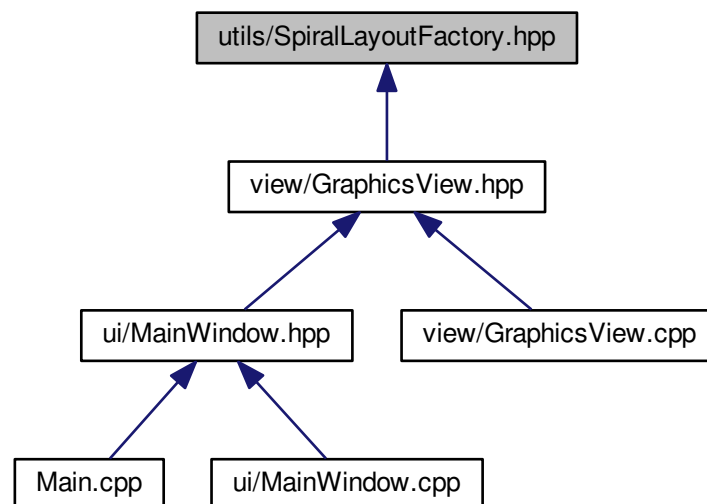 utils/SpiralLayoutFactory.hpp
view/GraphicsView.hpp
ui/MainWindow.hpp
view/GraphicsView.cpp
Main.cpp
ui/MainWindow.cpp